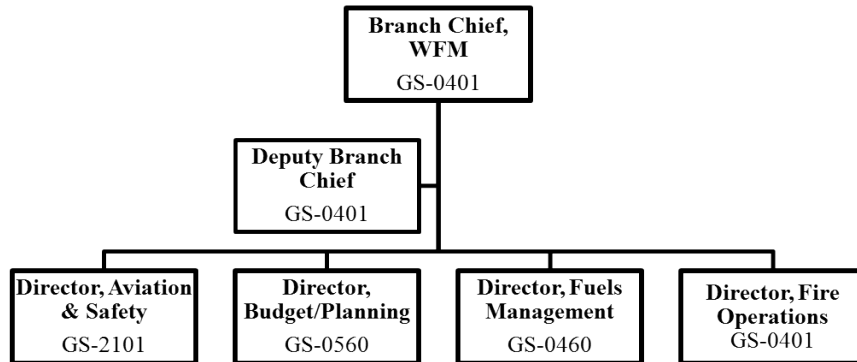 Branch Chief,
WFM
GS-0401
Deputy Branch
Chief
GS-0401
Director, Aviation
& Safety
GS-2101
Director,
Budget/Planning
GS-0560
Director, Fuels
Management
GS-0460
Director, Fire
Operations
GS-0401